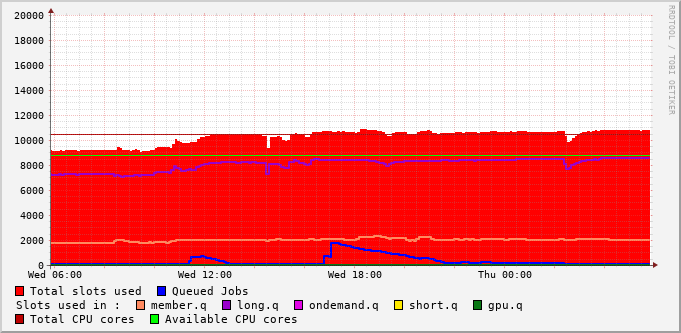 20000
18000
16000
14000
12000
10000
8000
6000
4000
2000
0
Wed 06:00 Wed 12:00 Wed 18:00 Thu 00:00
Total slots used Queued Jobs
Slots used in : member.q long.q ondemand.q short.q gpu.q
Total CPU cores Available CPU cores
RRDTOOL / TOBI OETIKER